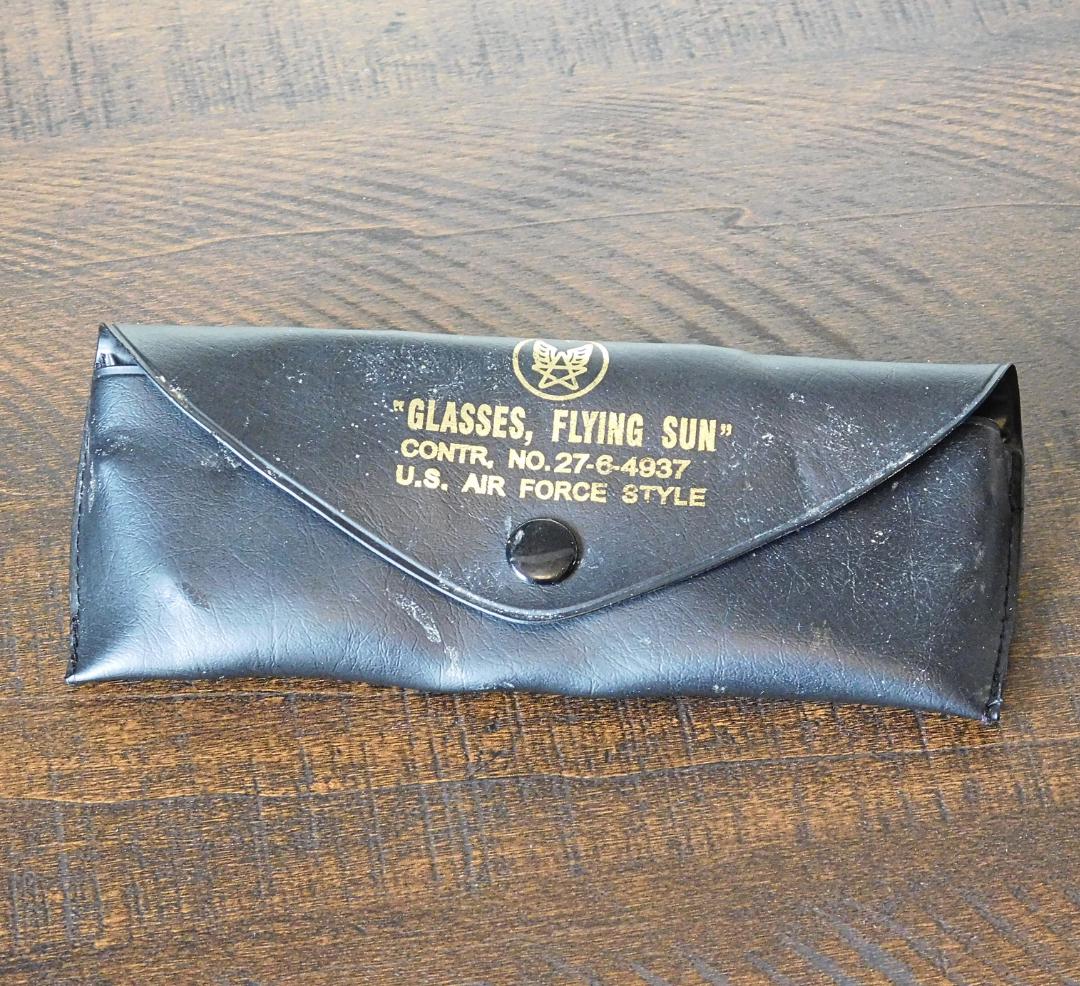 "GLASSES, FLYING SUN"
CONTR, NO. 27-6-4937
U.S. AIR FORCE STYLE